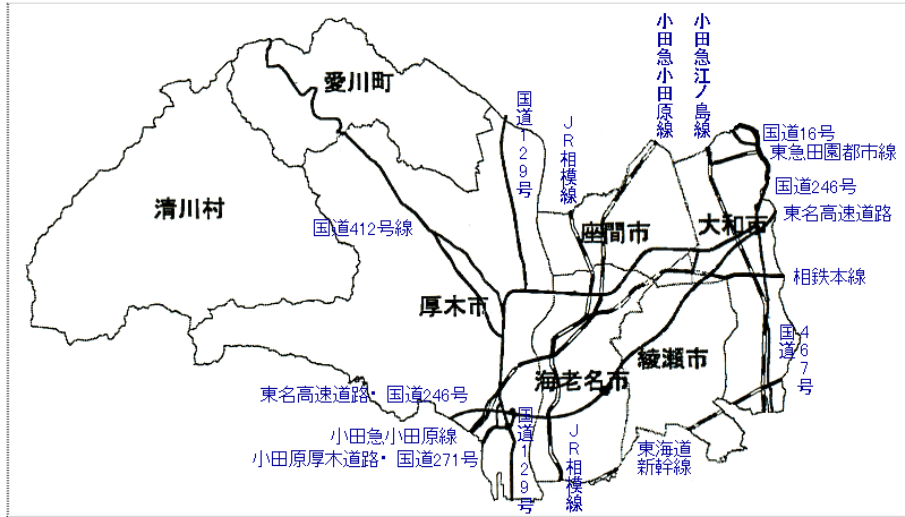 小田急小田原線
小田急江ノ島線
愛川町
国道129号
JR相模線
国道16号
東急田園都市線
国道246号
清川村
国道412号線
座間市
大和市
東名高速道路
相鉄本線
厚木市
綾瀬市
国道467号
海老名市
東名高速道路・国道246号
小田急小田原線
小田原厚木道路・国道271号
国道129号
JR相模線
東海道
新幹線